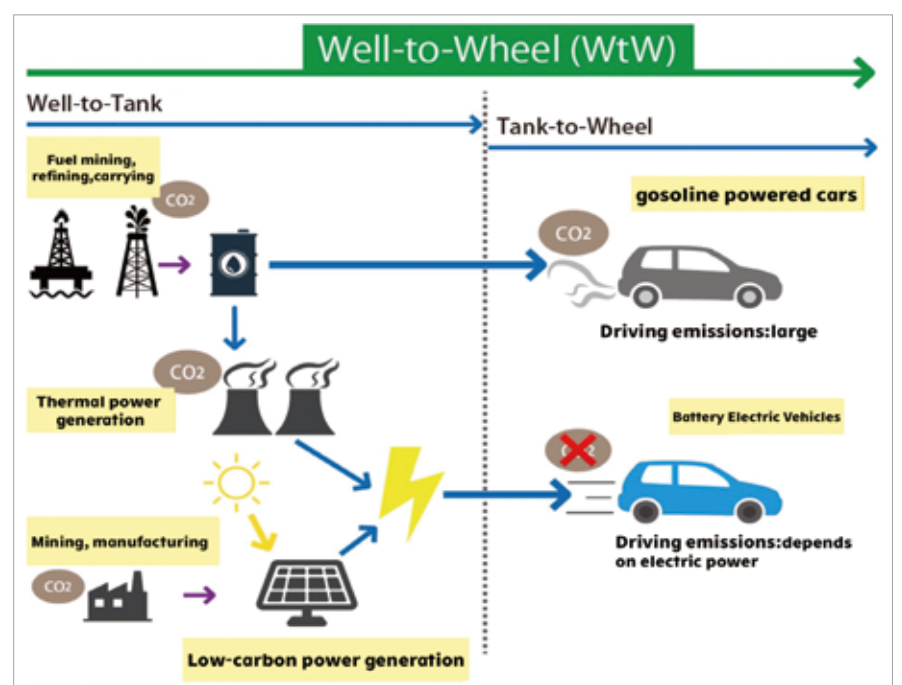 Well-to-Wheel (WtW)
Well-to-Tank
Tank-to-Wheel
Fuel mining,
refining,carrying
CO2
gosoline powered cars
CO2
Driving emissions:large
CO2
Thermal power
generation
Battery Electric Vehicles
CO2
Driving emissions:depends
on electric power
Mining, manufacturing
CO2
Low-carbon power generation